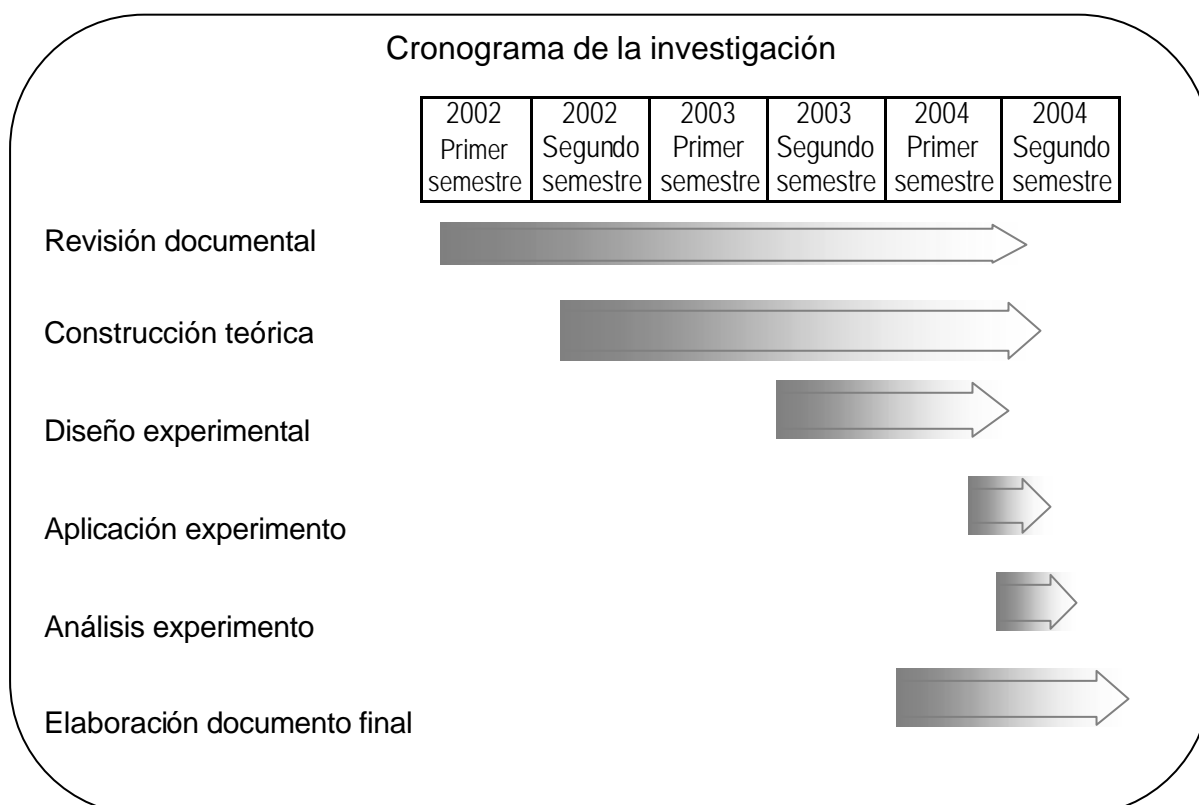 Cronograma de la investigación
2002 2002 2003 2003 2004 2004
Primer Segundo Primer Segundo Primer Segundo
semestre semestre semestre semestre semestre semestre
Revisión documental
Construcción teórica
Diseño experimental
Aplicación experimento
Análisis experimento
Elaboración documento final